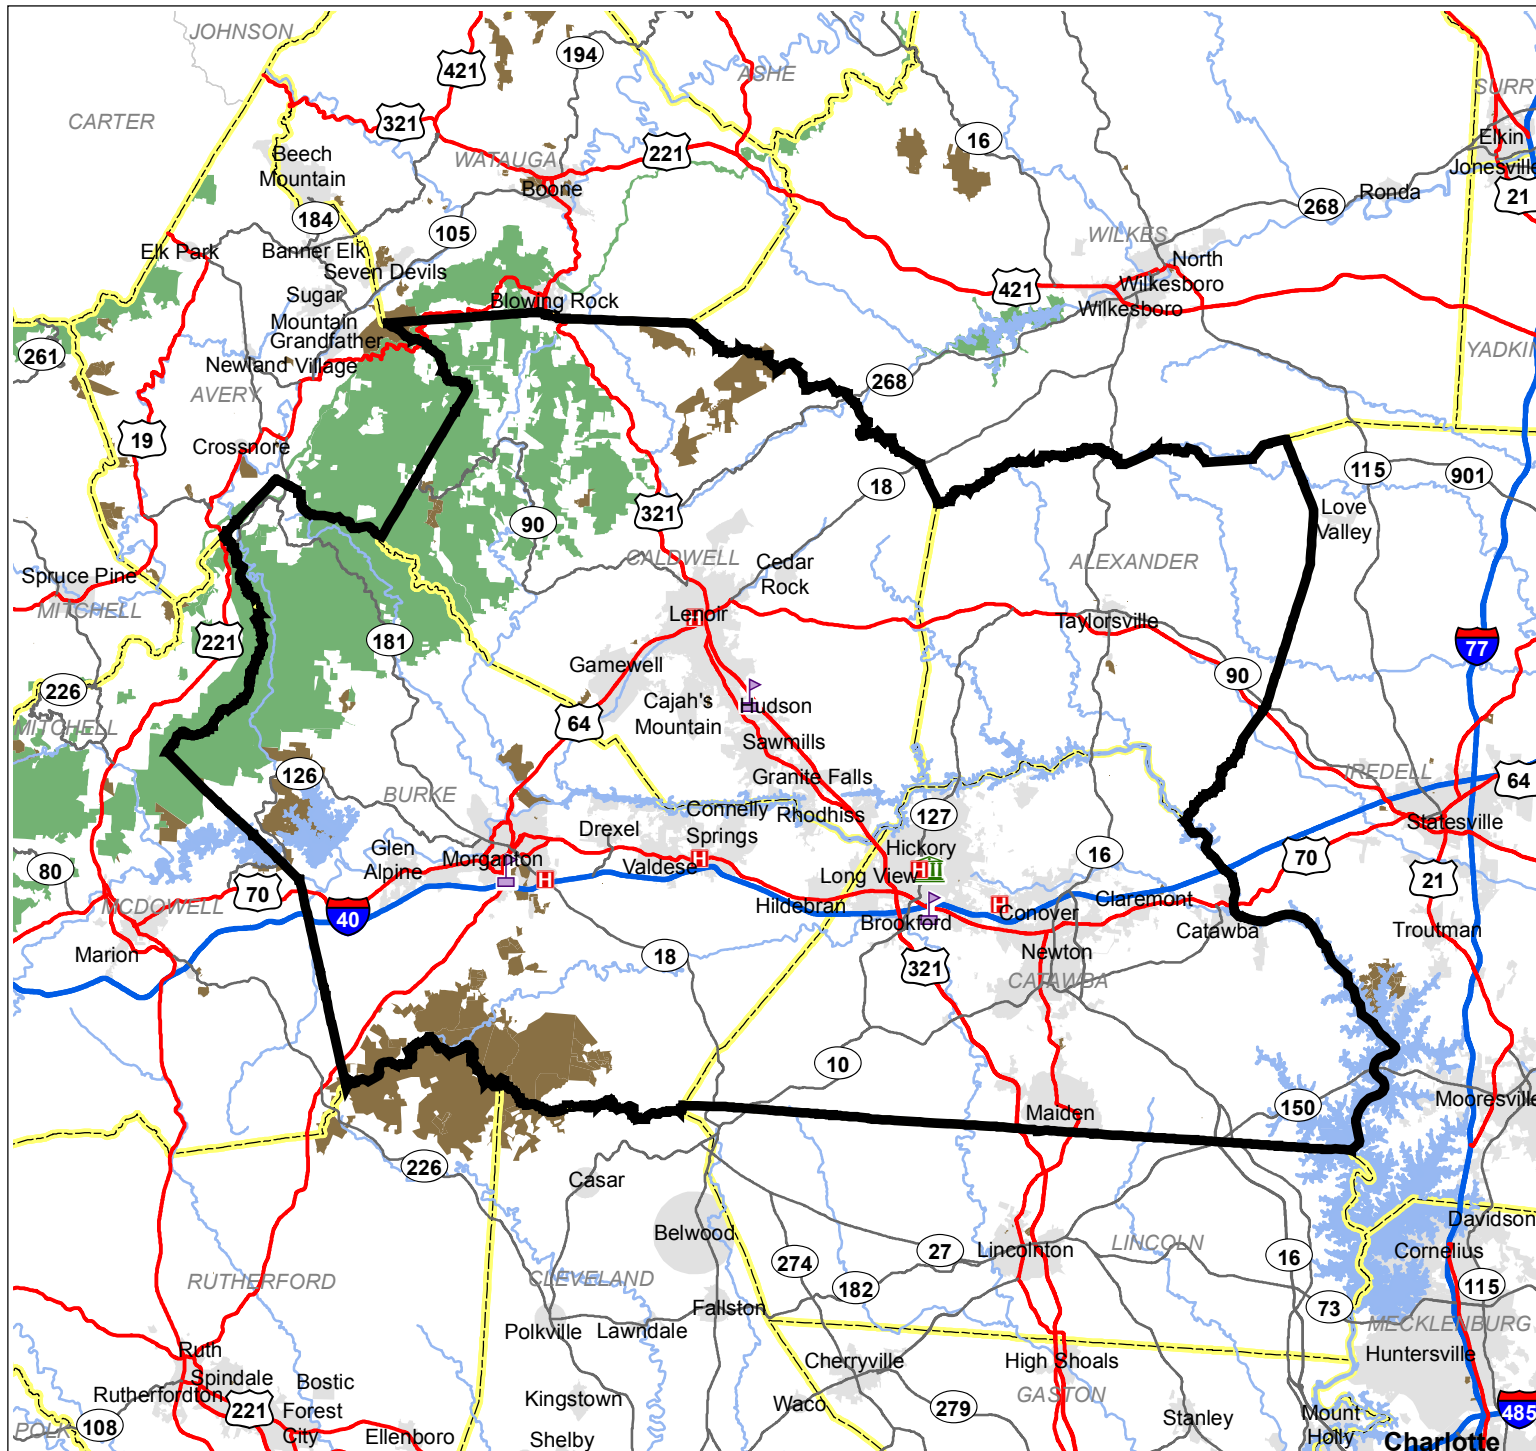 JOHNSON
421
194
ASHE
SURR
CARTER
321
16
Elkin
Beech
Mountain
WATAUGA
221
Jonesville
Boone
Ronda
21
184
268
105
WILKES
Elk Park
Banner Elk
Seven Devils
North
Wilkesboro
Sugar
Mountain
Blowing Rock
421
Wilkesboro
Grandfather
Village
261
Newland
YADKIN
AVERY
268
19
Crossnore
115
901
18
321
90
Love
Valley
CALDWELL
Cedar
Rock
ALEXANDER
Spruce Pine
MITCHELL
Lenoir
Taylorsville
221
181
77
Gamewell
90
226
Cajah's
Mountain
Hudson
MITCHELL
64
Sawmills
126
Granite Falls
IREDELL
64
BURKE
Connelly
Springs
Rhodhiss
127
Statesville
Drexel
Hickory
Glen
Alpine
Morganton
16
70
80
Valdese
Long View
21
70
H
H
H
H
H
MCDOWELL
40
Hildebran
Claremont
Conover
Brookford
Catawba
Troutman
Marion
18
321
Newton
CATAWBA
10
Maiden
150
Mooresville
226
Casar
Belwood
Davidson
27
Lincolnton
LINCOLN
16
Cornelius
274
RUTHERFORD
CLEVELAND
182
115
Fallston
73
Polkville
Lawndale
MECKLENBURG
Ruth
Cherryville
High Shoals
Huntersville
Spindale
Bostic
Rutherfordton
Kingstown
Waco
GASTON
221
Forest
City
279
485
POLK
108
Stanley
Mount
Holly
Ellenboro
Shelby
Charlotte